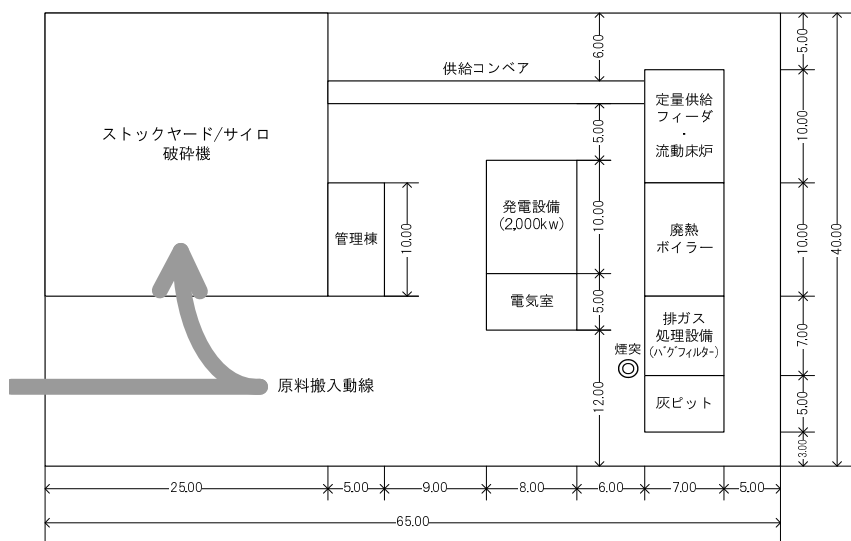 供給コンベア
ストックヤード/サイロ
破砕機
定量供給
フィーダ
・
流動床炉
管理棟
発電設備
(2,000kw)
廃熱
ボイラー
電気室
排ガス
処理設備
(バグフィルター)
煙突
灰ピット
原料搬入動線
6.00
5.00
10.00
5.00
12.00
10.00
5.00
10.00
10.00
7.00
5.00
3.00
40.00
25.00
5.00
9.00
8.00
6.00
7.00
5.00
65.00